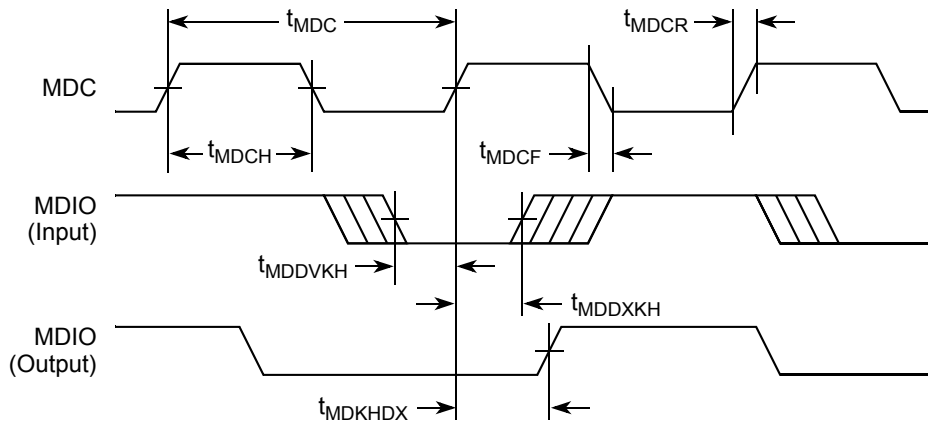 tMDC
tMDCR
MDC
tMDCH
tMDCF
MDIO
(Input)
tMDDVKH
tMDDXKH
MDIO
(Output)
tMDKHDX